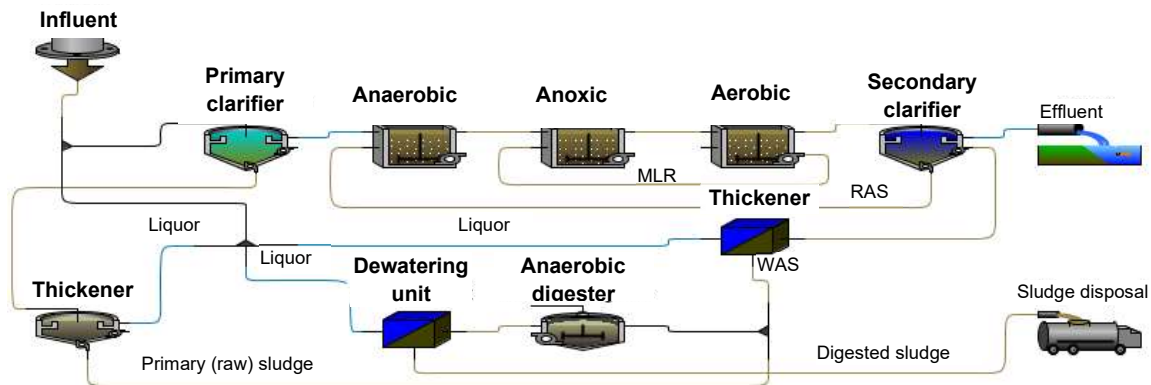 Influent
Primary
clarifier
Anaerobic
Anoxic
Aerobic
Secondary
clarifier
Effluent
MLR
RAS
Thickener
Liquor
Liquor
Liquor
WAS
Dewatering
unit
Anaerobic
digester
Thickener
Sludge disposal
Primary (raw) sludge
Digested sludge